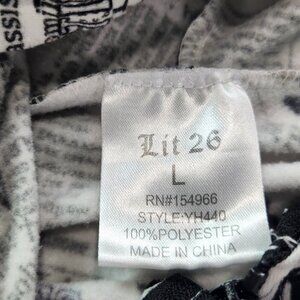 Lit 26
L
RN#154966
STYLE:YH440
100%POLYESTER
MADE IN CHINA